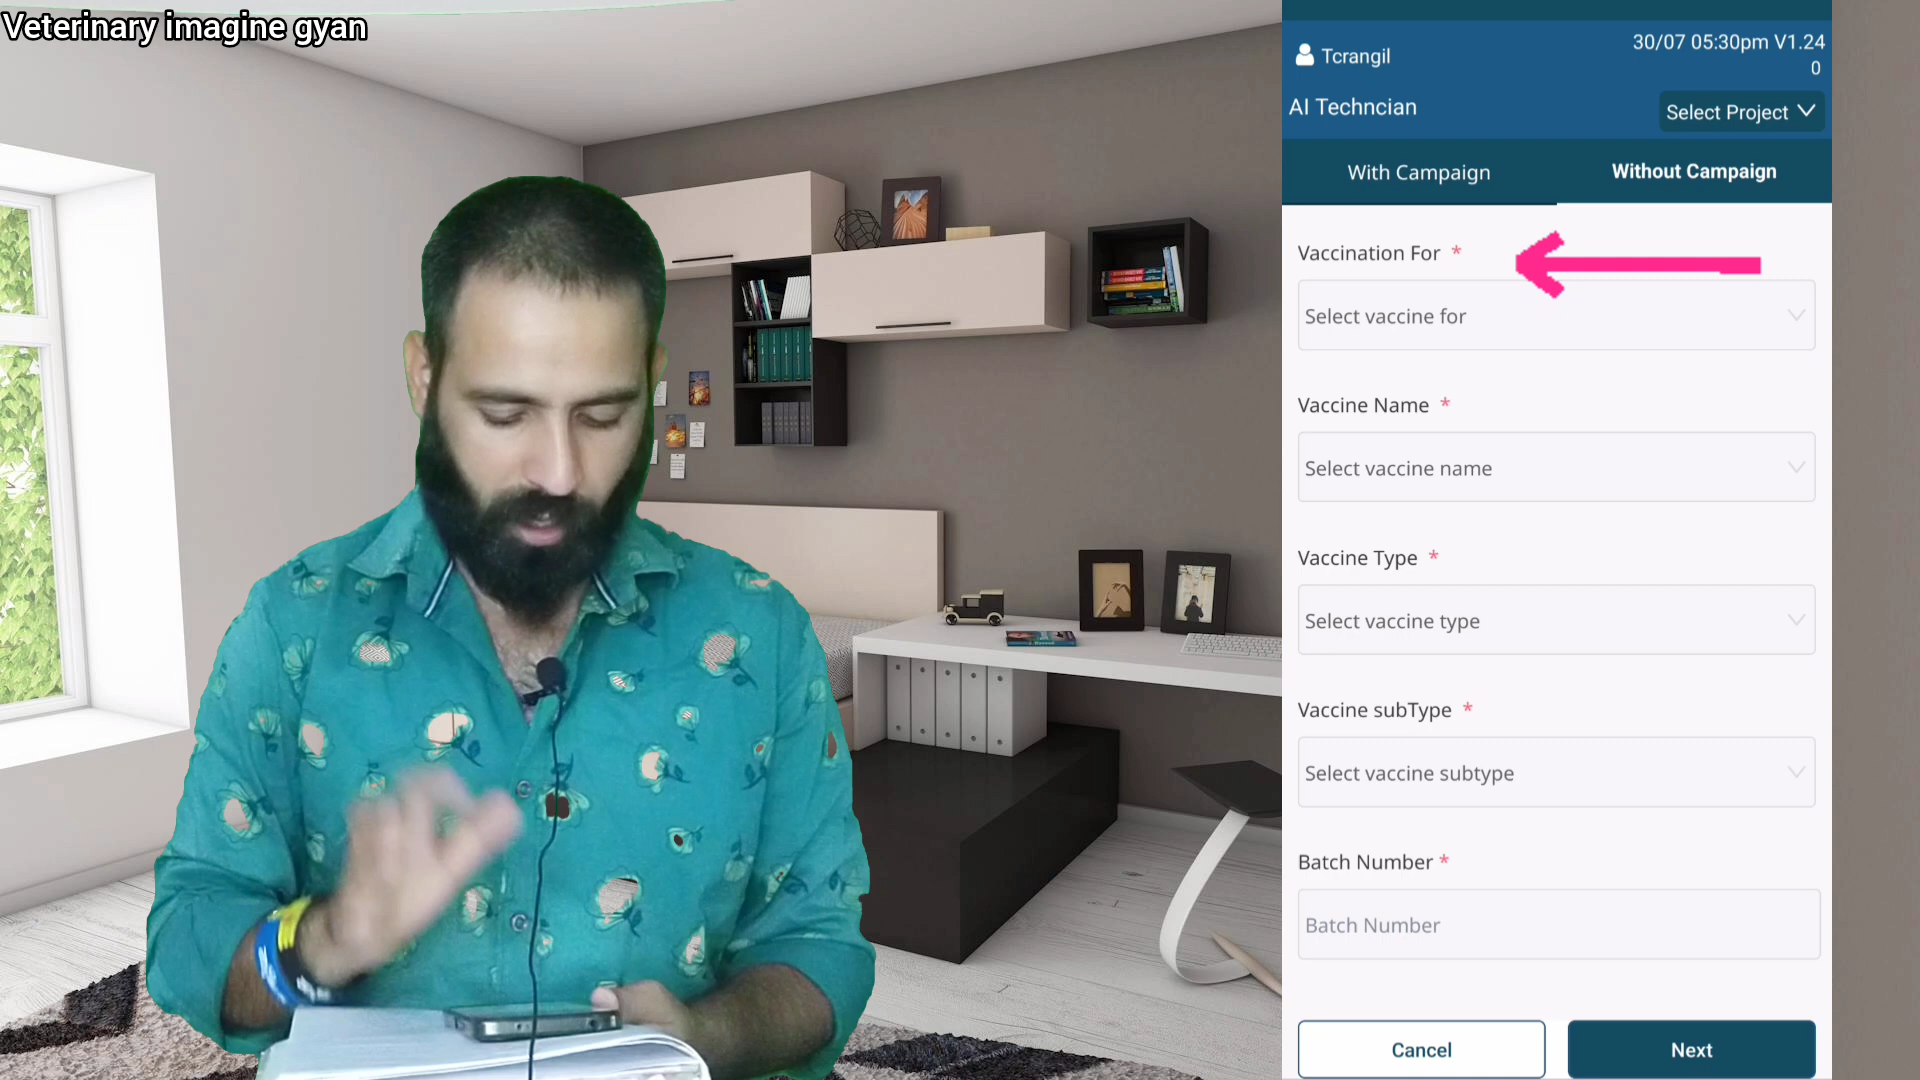 Veterinary imagine gyan
Tcrangil
30/07 05:30pm V1.24
0
AI Techncian
Select Project
With Campaign
Without Campaign
Vaccination For *
Select vaccine for
Vaccine Name *
Select vaccine name
Vaccine Type *
Select vaccine type
Vaccine subType *
Select vaccine subtype
Batch Number *
Batch Number
Cancel
Next